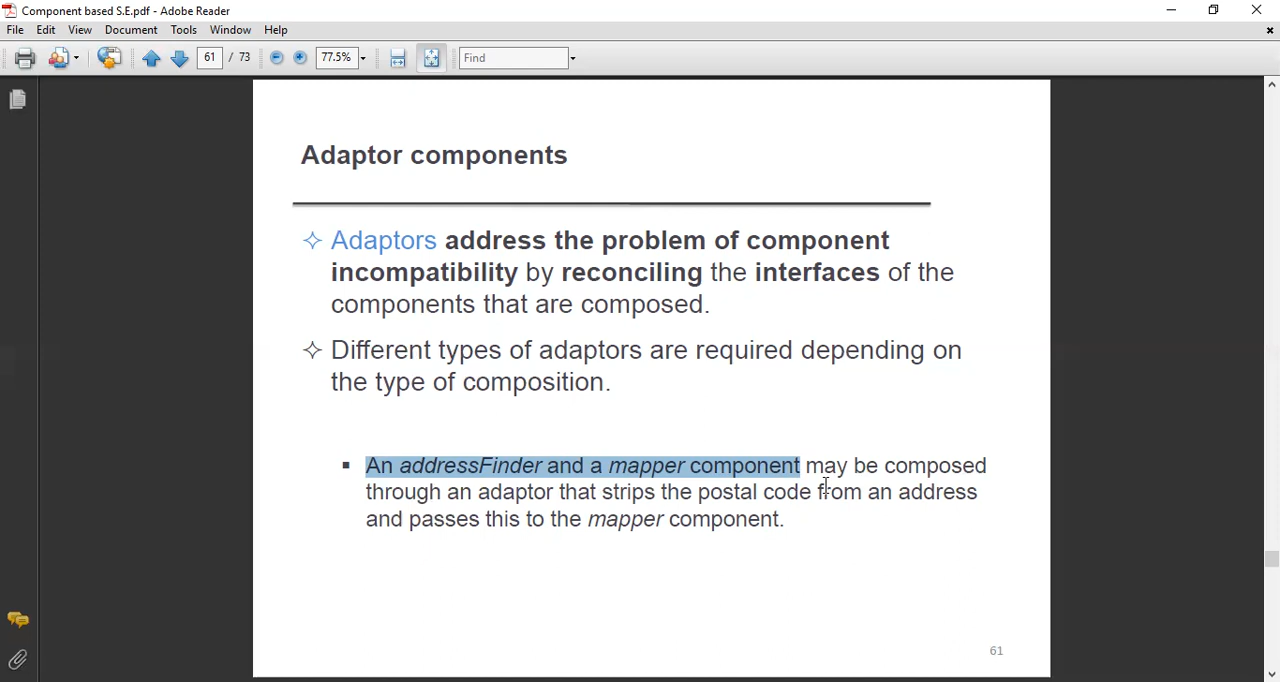 Component based S.E.pdf - Adobe Reader
File Edit View Document Tools Window Help
61 / 73 77.5% Find
Adaptor components
Adaptors address the problem of component
incompatibility by reconciling the interfaces of the
components that are composed.
Different types of adaptors are required depending on
the type of composition.
An addressFinder and a mapper component may be composed
through an adaptor that strips the postal code from an address
and passes this to the mapper component.
61